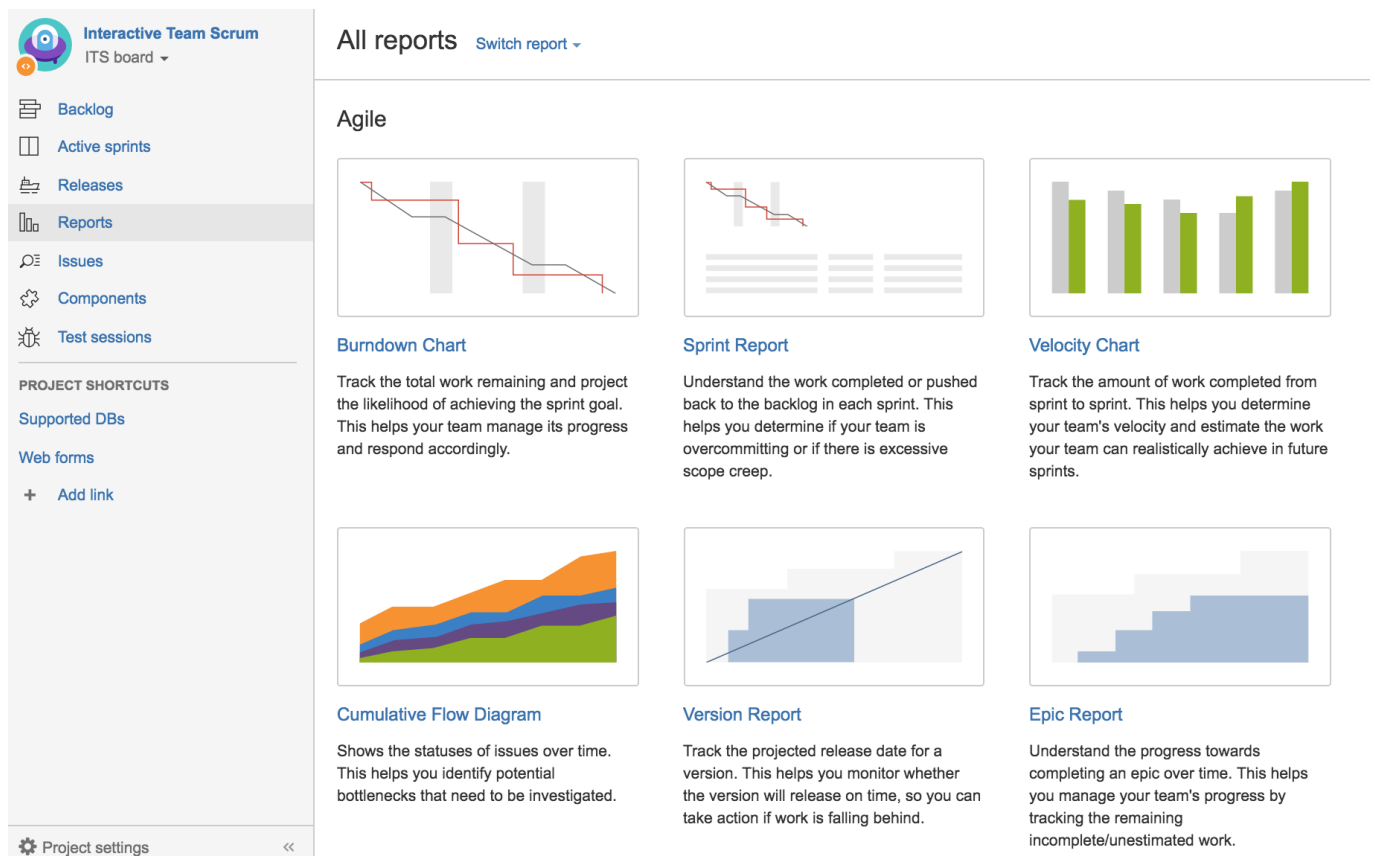 Interactive Team Scrum
ITS board
Backlog
Active sprints
Releases
Reports
Issues
Components
Test sessions
PROJECT SHORTCUTS
Supported DBs
Web forms
+ Add link
Project settings
All reports Switch report
Agile
Burndown Chart
Track the total work remaining and project
the likelihood of achieving the sprint goal.
This helps your team manage its progress
and respond accordingly.
Sprint Report
Understand the work completed or pushed
back to the backlog in each sprint. This
helps you determine if your team is
overcommitting or if there is excessive
scope creep.
Velocity Chart
Track the amount of work completed from
sprint to sprint. This helps you determine
your team's velocity and estimate the work
your team can realistically achieve in future
sprints.
Cumulative Flow Diagram
Shows the statuses of issues over time.
This helps you identify potential
bottlenecks that need to be investigated.
Version Report
Track the projected release date for a
version. This helps you monitor whether
the version will release on time, so you can
take action if work is falling behind.
Epic Report
Understand the progress towards
completing an epic over time. This helps
you manage your team's progress by
tracking the remaining
incomplete/unestimated work.